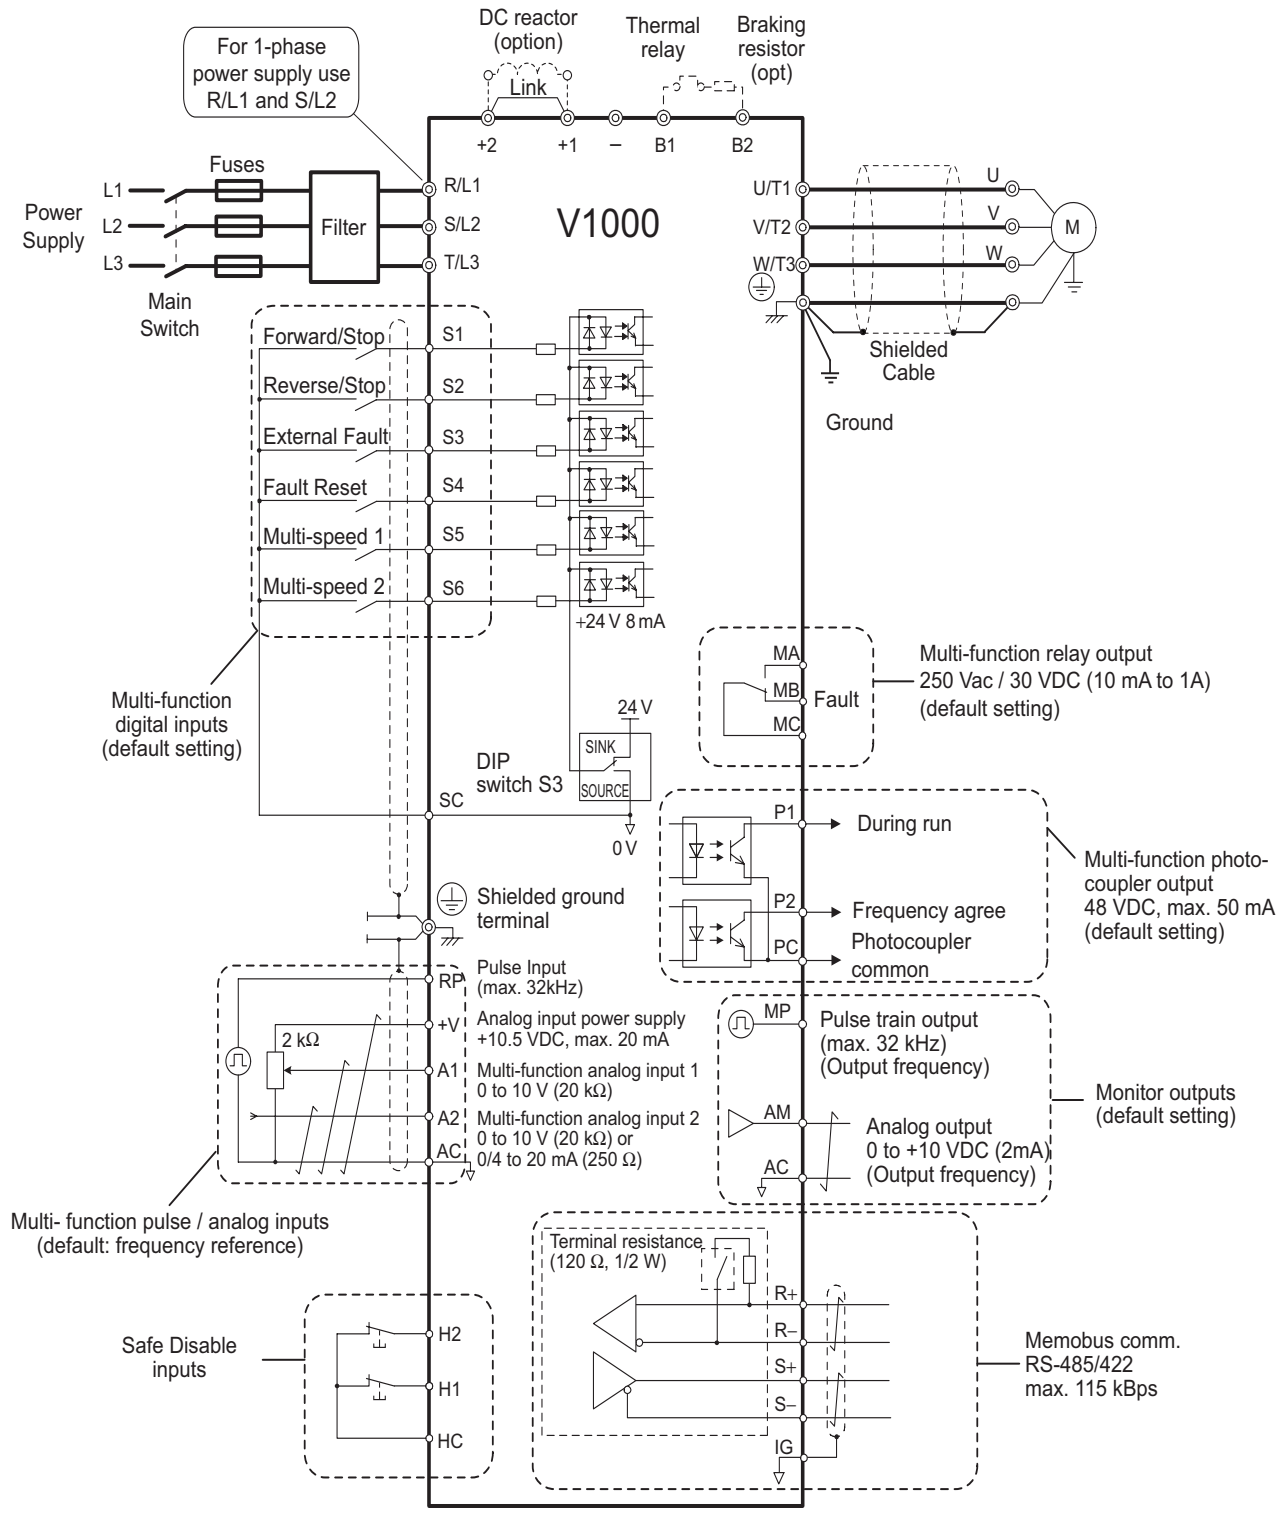 DC reactor
(option)
Thermal
relay
Braking
resistor
(opt)
For 1-phase
power supply use
R/L1 and S/L2
Link
+2
+1
–
B1
B2
Fuses
L1
L2
L3
Power
Supply
Main
Switch
Filter
R/L1
S/L2
T/L3
V1000
U/T1
V/T2
W/T3
U
V
W
M
Shielded
Cable
Ground
Forward/Stop
S1
Reverse/Stop
S2
External Fault
S3
Fault Reset
S4
Multi-speed 1
S5
Multi-speed 2
S6
+24 V 8 mA
Multi-function
digital inputs
(default setting)
24 V
DIP
switch S3
SINK
SOURCE
SC
0 V
MA
MB
MC
Fault
Multi-function relay output
250 Vac / 30 VDC (10 mA to 1A)
(default setting)
P1
During run
P2
Frequency agree
PC
Photocoupler
common
Multi-function photo-
coupler output
48 VDC, max. 50 mA
(default setting)
Shielded ground
terminal
RP
Pulse Input
(max. 32kHz)
+V
Analog input power supply
+10.5 VDC, max. 20 mA
2 kΩ
A1
Multi-function analog input 1
0 to 10 V (20 kΩ)
A2
Multi-function analog input 2
0 to 10 V (20 kΩ) or
0/4 to 20 mA (250 Ω)
AC
Multi- function pulse / analog inputs
(default: frequency reference)
MP
Pulse train output
(max. 32 kHz)
(Output frequency)
AM
Analog output
0 to +10 VDC (2mA)
(Output frequency)
AC
Monitor outputs
(default setting)
Terminal resistance
(120 Ω, 1/2 W)
R+
R–
S+
S–
IG
Memobus comm.
RS-485/422
max. 115 kBps
Safe Disable
inputs
H2
H1
HC